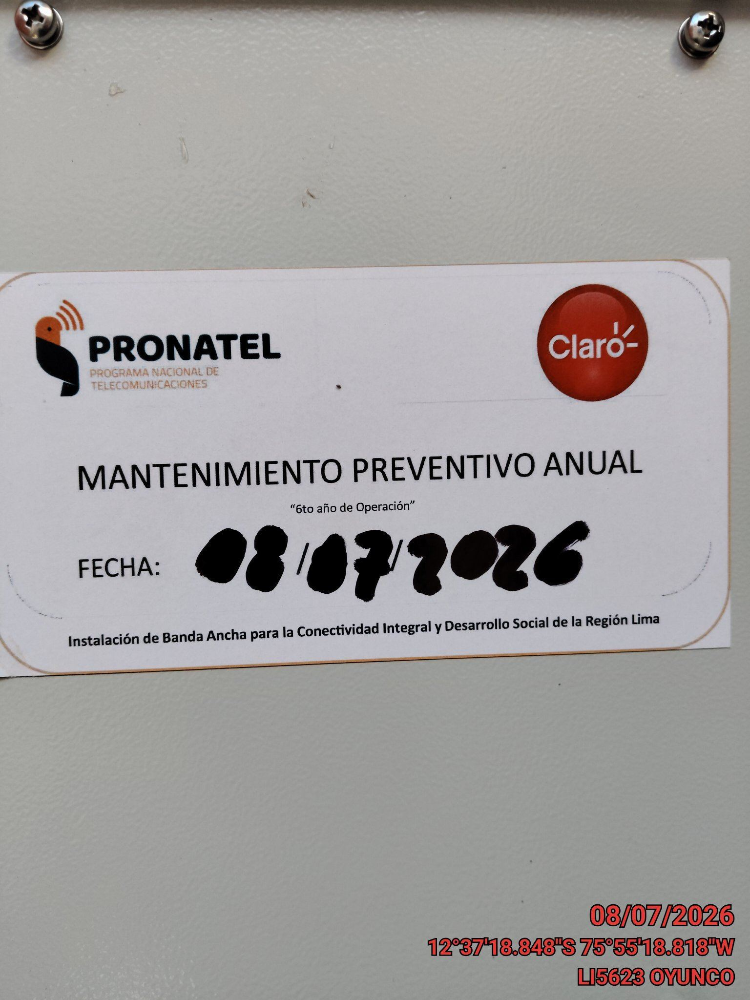 PRONATEL
PROGRAMA NACIONAL DE
TELECOMUNICACIONES
Claro
MANTENIMIENTO PREVENTIVO ANUAL
“6to año de Operación”
FECHA: 08/07/2026
Instalación de Banda Ancha para la Conectividad Integral y Desarrollo Social de la Región Lima
08/07/2026
12°37'18.848"S 75°55'18.818"W
LI5623 OYUNCO